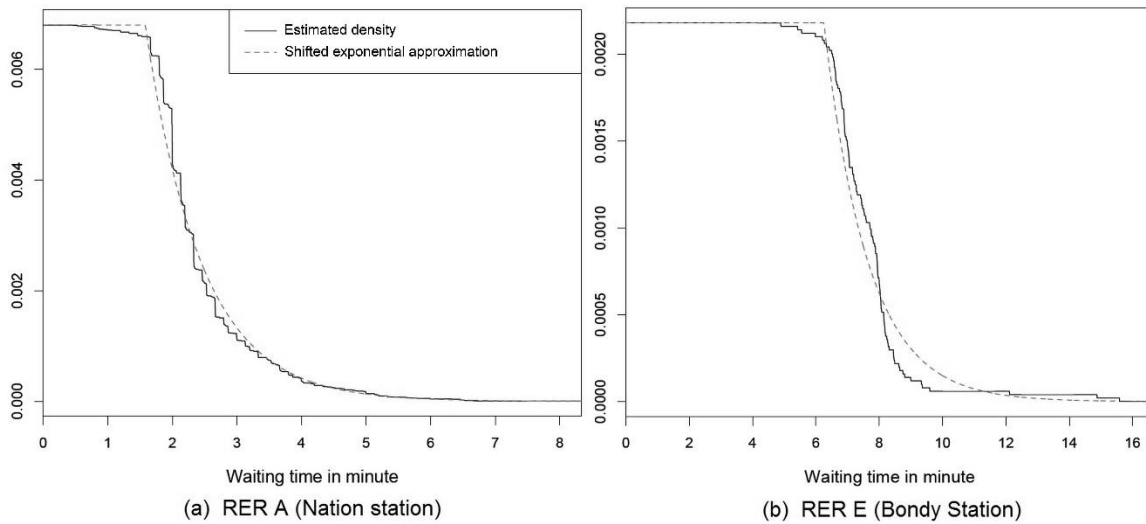 Estimated density
Shifted exponential approximation
0.006
0.004
0.002
0.000
0 1 2 3 4 5 6 7 8
Waiting time in minute
(a) RER A (Nation station)
0.0020
0.0015
0.0010
0.0005
0.0000
0 2 4 6 8 10 12 14 16
Waiting time in minute
(b) RER E (Bondy Station)